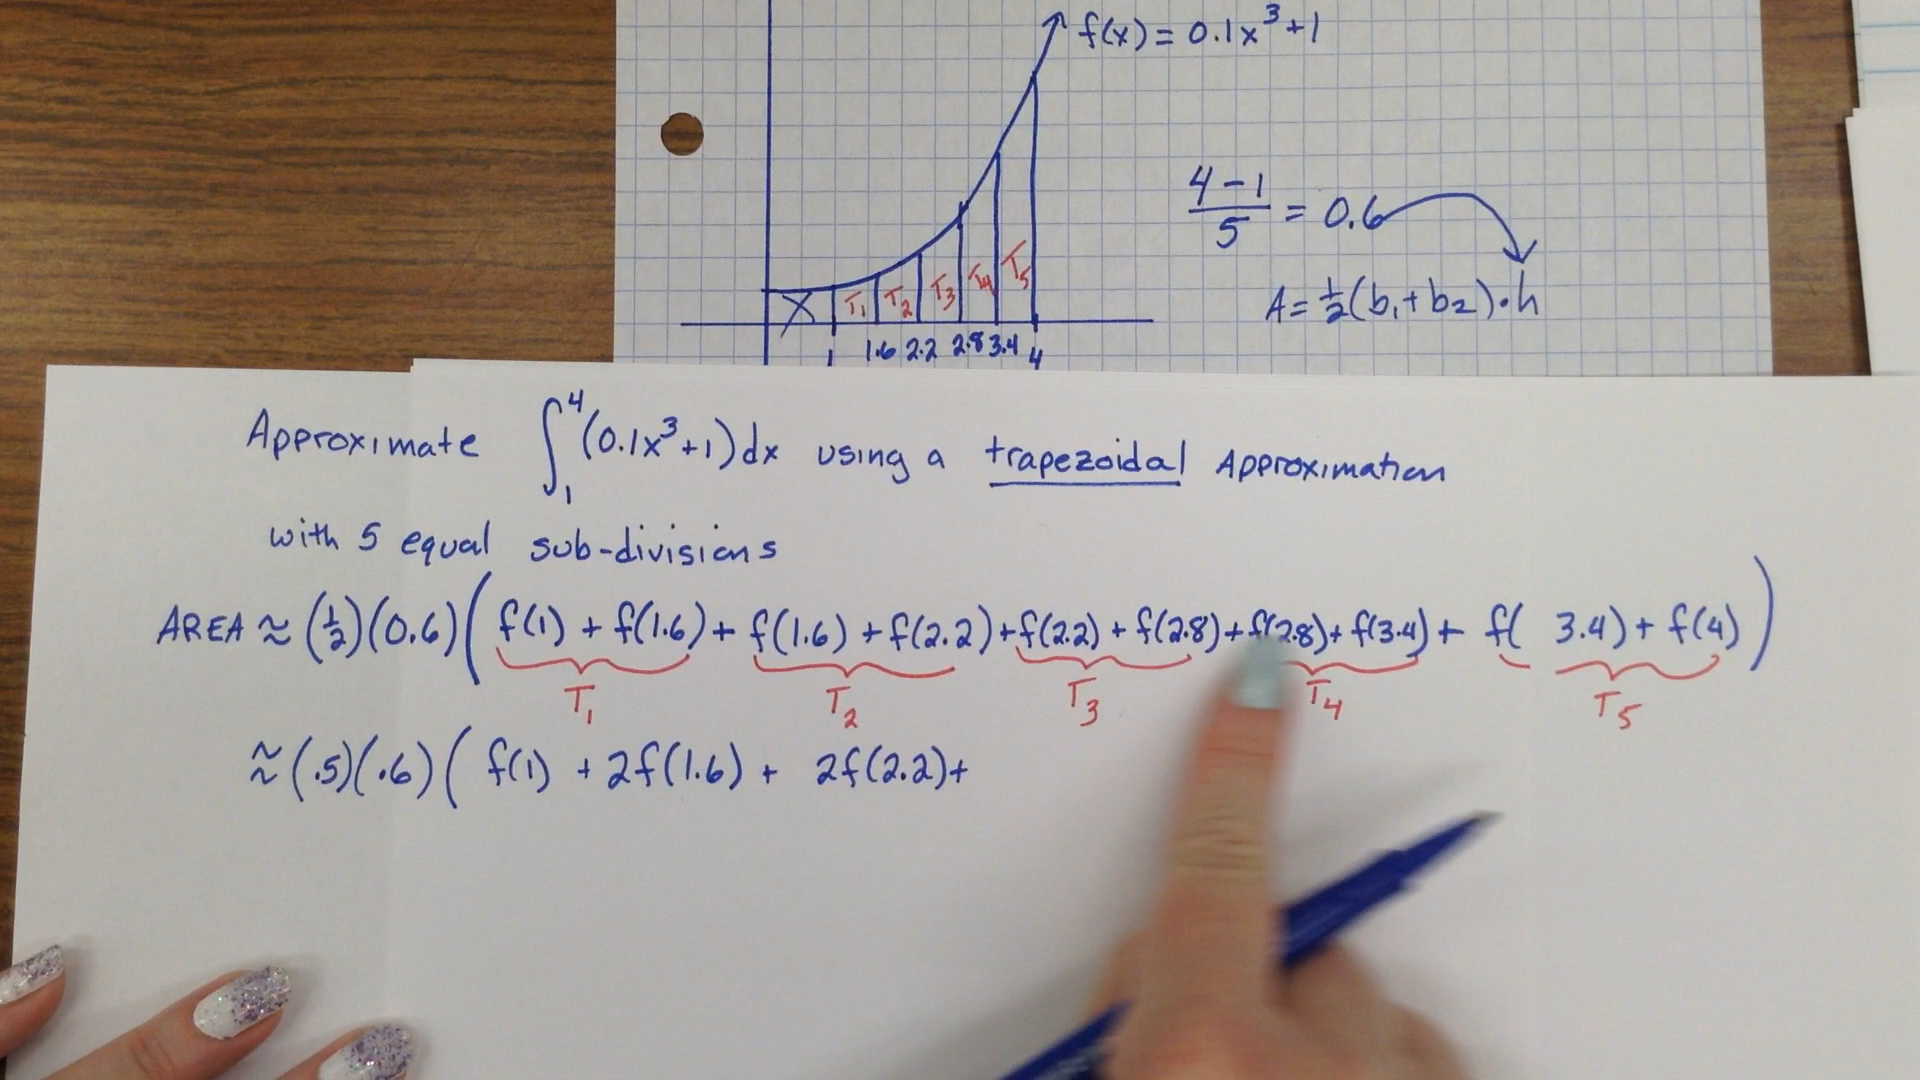 f(x) = 0.1x³+1
4-1/5 = 0.6
A = ½(b₁+b₂)·h
X T₁ T₂ T₃ T₄ T₅
1 1.6 2.2 2.8 3.4 4
Approximate ∫₁⁴(0.1x³+1)dx using a trapezoidal Approximation
with 5 equal sub-divisions
AREA ≈ (½)(0.6)(f(1) + f(1.6) + f(1.6) + f(2.2) + f(2.2) + f(2.8) + f(2.8) + f(3.4) + f( 3.4) + f(4))
T₁ T₂ T₃ T₄ T₅
≈ (.5)(.6)( f(1) + 2f(1.6) + 2f(2.2)+